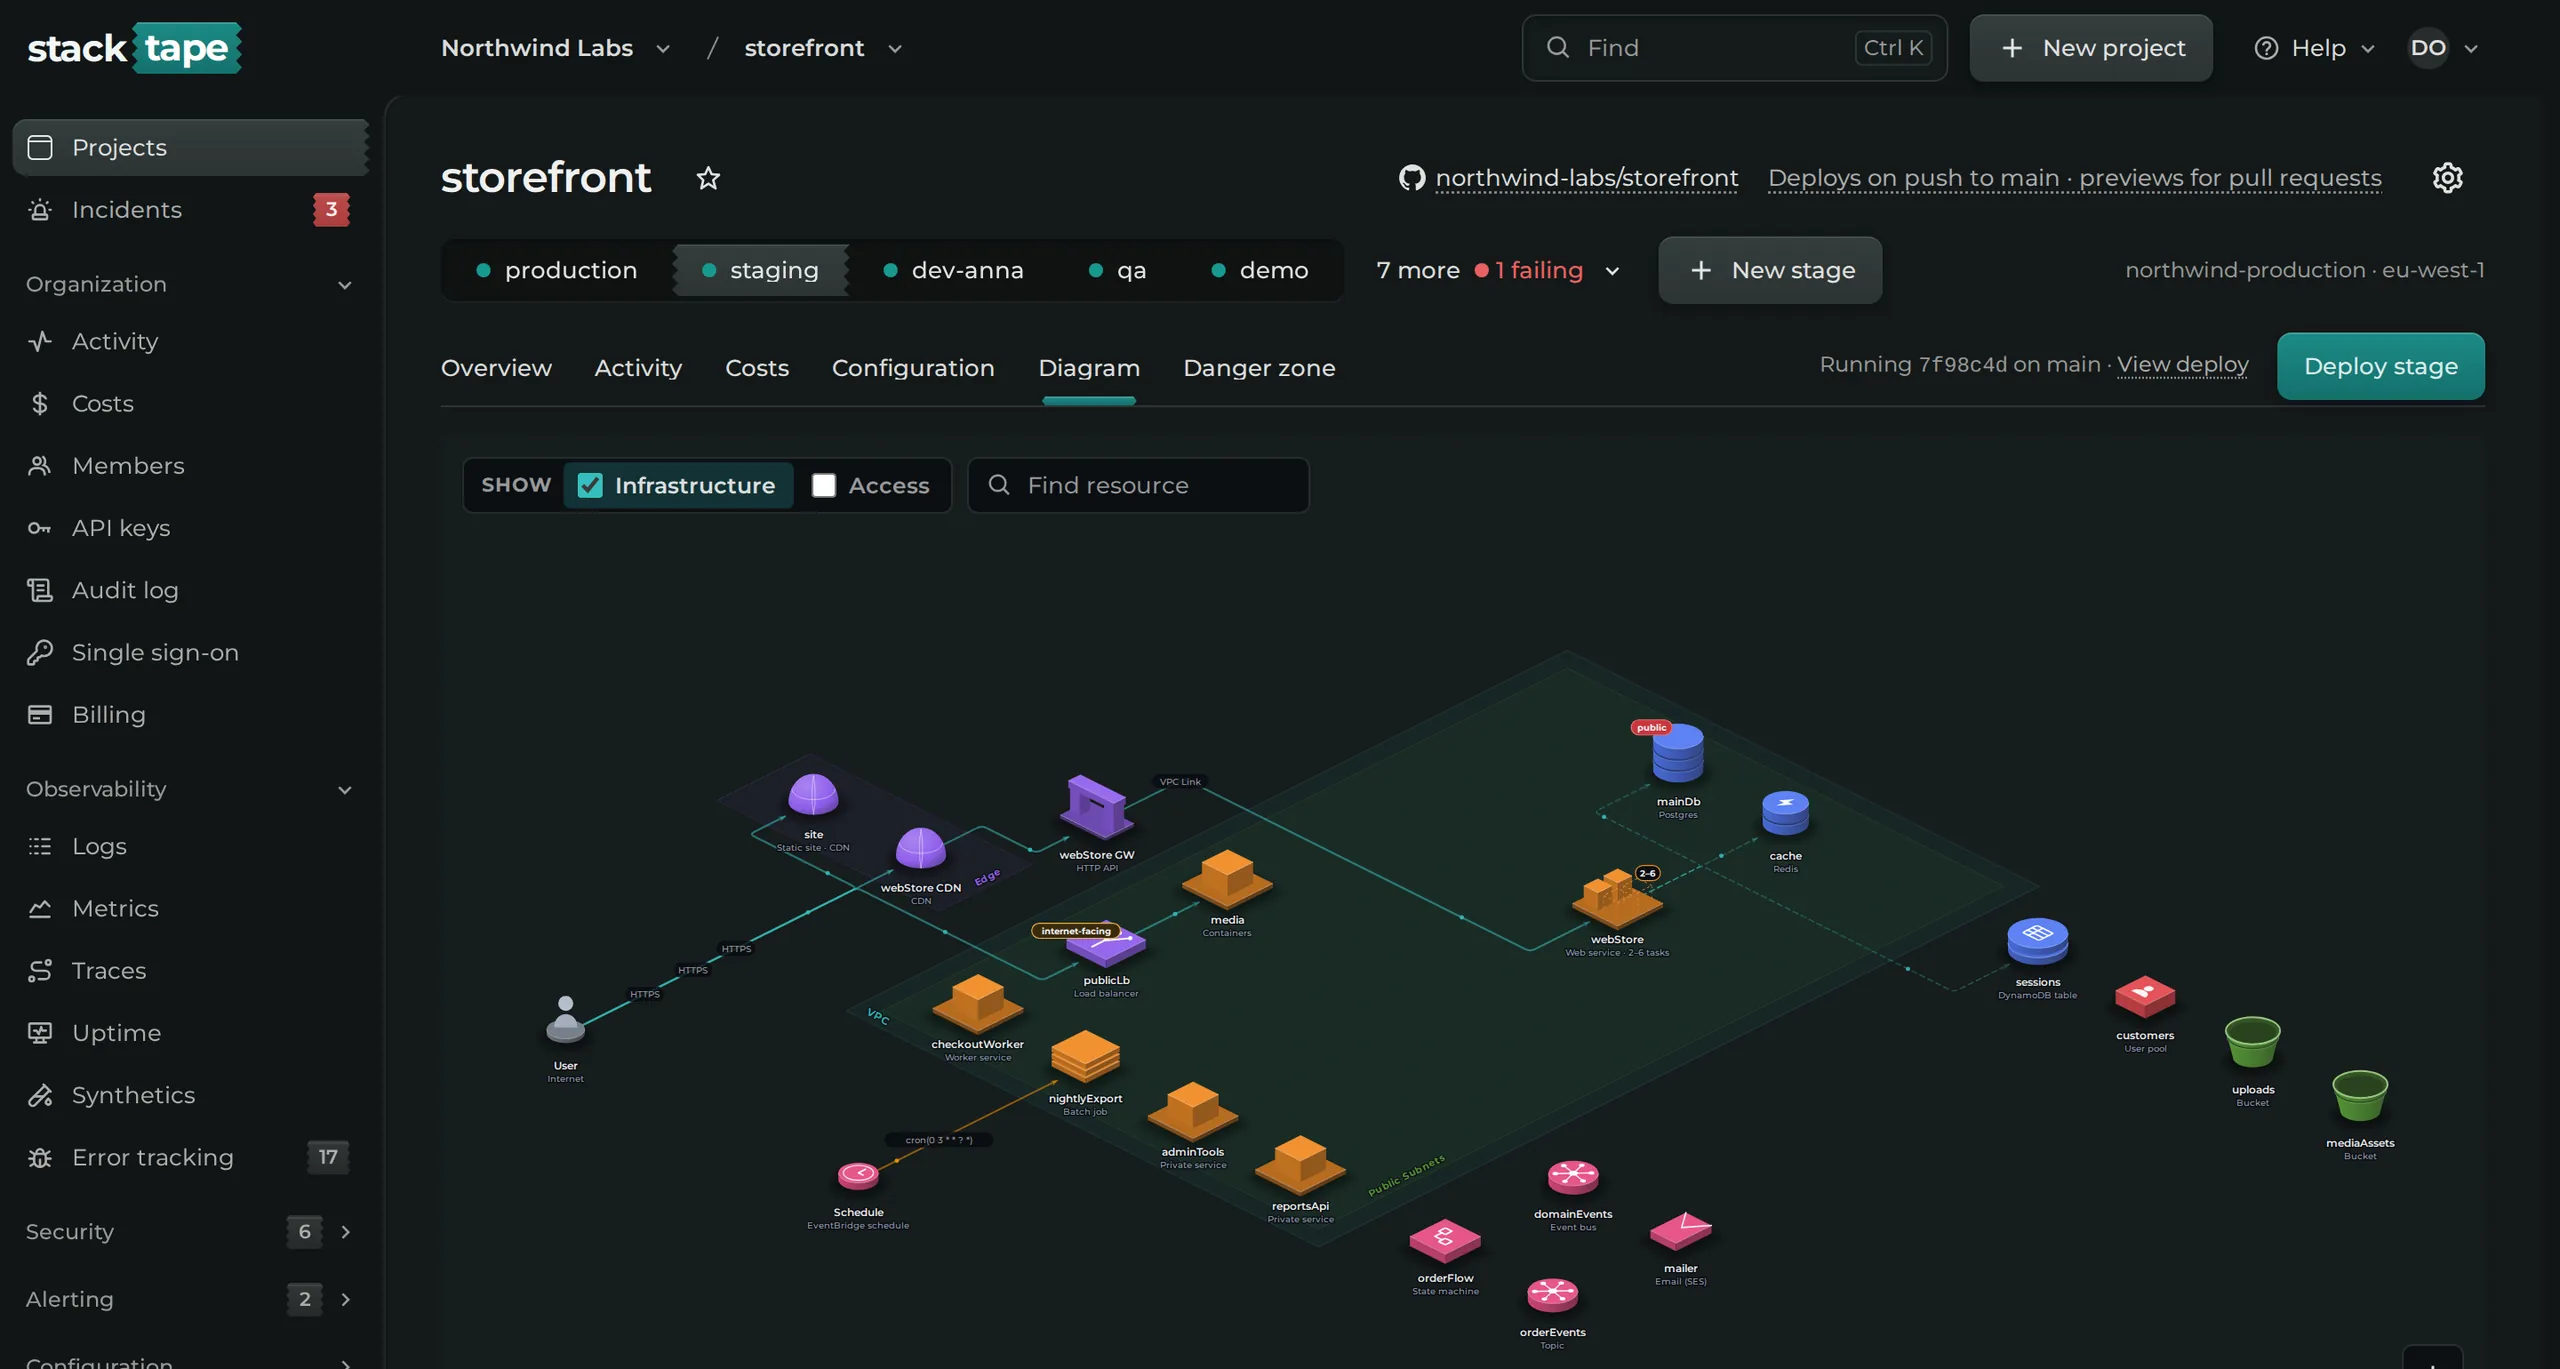 stack tape
Northwind Labs / storefront
Find Ctrl K
New project
Help
DO
Projects
Incidents 3
Organization
Activity
Costs
Members
API keys
Audit log
Single sign-on
Billing
Observability
Logs
Metrics
Traces
Uptime
Synthetics
Error tracking 17
Security 6
Alerting 2
Configuration
storefront
northwind-labs/storefront
Deploys on push to main · previews for pull requests
production
staging
dev-anna
qa
demo
7 more 1 failing
New stage
northwind-production · eu-west-1
Overview
Activity
Costs
Configuration
Diagram
Danger zone
Running 7f98c4d on main · View deploy
Deploy stage
SHOW Infrastructure Access
Find resource
public
mainDb
Postgres
cache
Redis
VPC Link
site
Static site · CDN
webStore CDN
CDN
Edge
webStore GW
HTTP API
media
Containers
internet-facing
publicLb
Load balancer
2–6
webStore
Web service · 2–6 tasks
HTTPS
HTTPS
HTTPS
User
Internet
VPC
checkoutWorker
Worker service
nightlyExport
Batch job
cron(0 3 * * ? *)
Schedule
EventBridge schedule
adminTools
Private service
reportsApi
Private service
Public Subnets
sessions
DynamoDB table
customers
User pool
uploads
Bucket
mediaAssets
Bucket
domainEvents
Event bus
mailer
Email (SES)
orderFlow
State machine
orderEvents
Topic